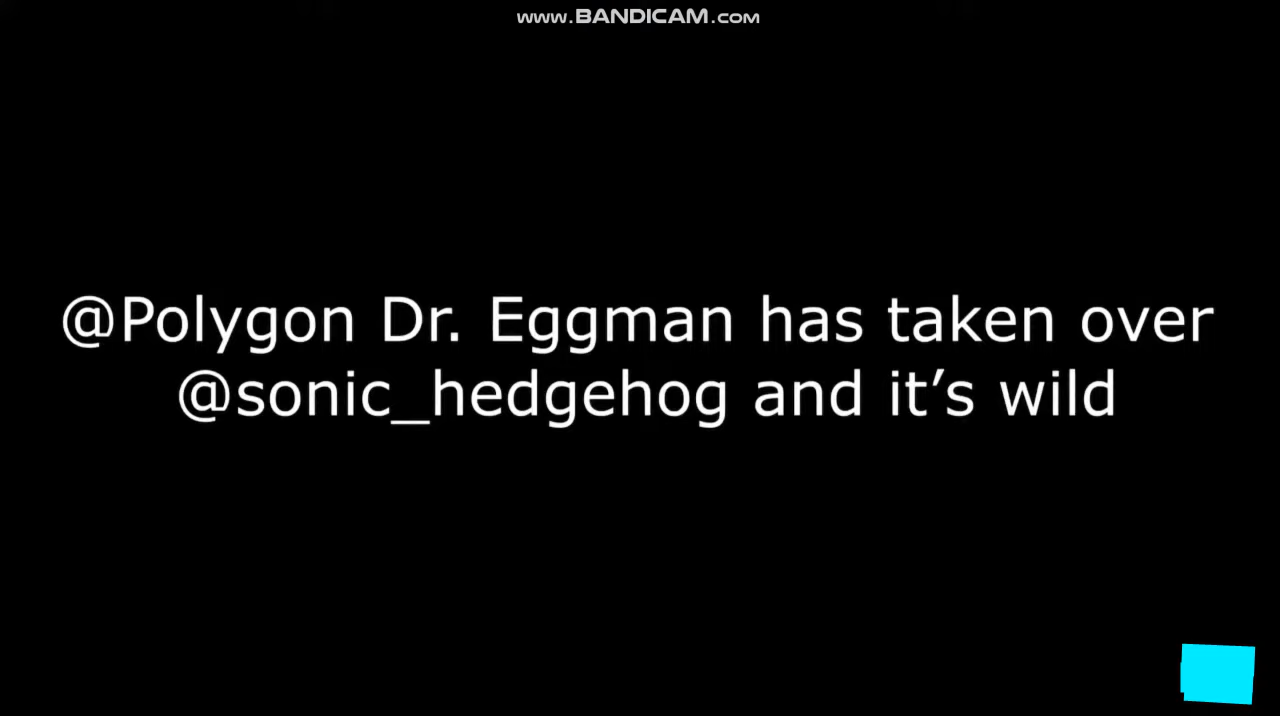 www.BANDICAM.com
@Polygon Dr. Eggman has taken over
@sonic_hedgehog and it’s wild